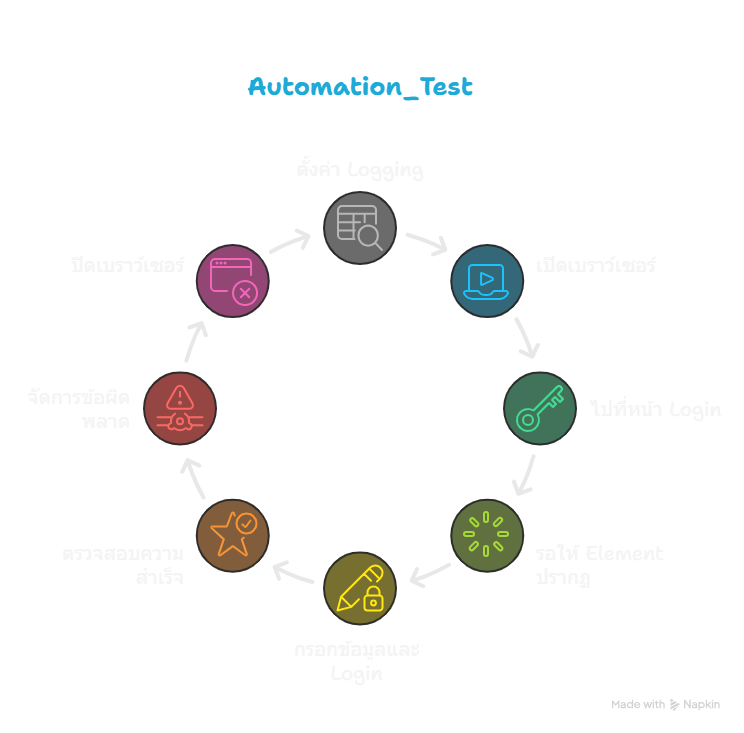 Automation_Test
ตั้งค่า Logging
เปิดเบราว์เซอร์
ไปที่หน้า Login
รอให้ Element
ปรากฏ
กรอกข้อมูลและ
Login
ตรวจสอบความ
สำเร็จ
จัดการข้อผิด
พลาด
ปิดเบราว์เซอร์
Made with Napkin